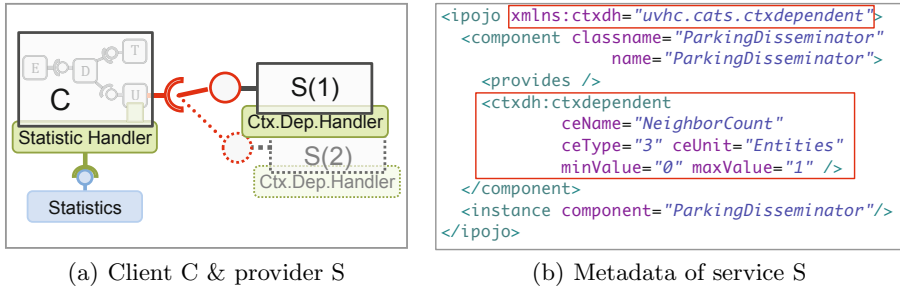 E
D
T
U
C
Statistic Handler
Statistics
S(1)
Ctx.Dep.Handler
S(2)
Ctx.Dep.Handler
(a) Client C & provider S
<ipojo xmlns:ctxdh="uvhc.cats.ctxdependent">
<component classname="ParkingDisseminator"
name="ParkingDisseminator">
<provides />
<ctxdh:ctxdependent
ceName="NeighborCount"
ceType="3" ceUnit="Entities"
minValue="0" maxValue="1" />
</component>
<instance component="ParkingDisseminator"/>
</ipojo>
(b) Metadata of service S